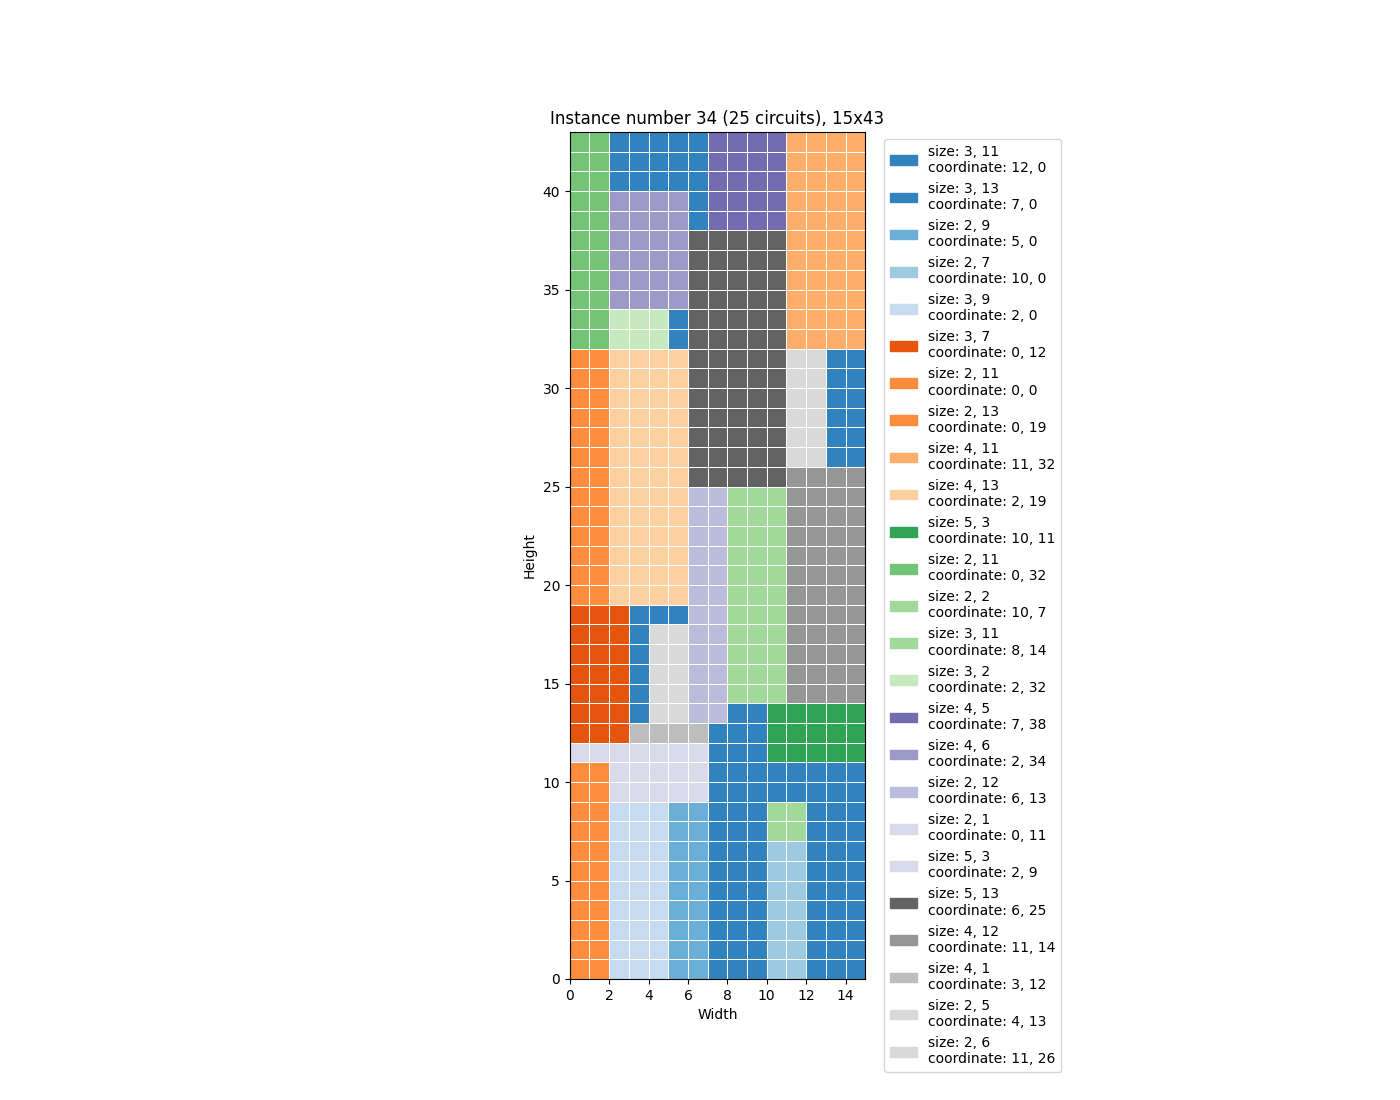 Instance number 34 (25 circuits), 15x43
40
35
30
25
20
15
10
5
0
Height
0 2 4 6 8 10 12 14
Width
size: 3, 11
coordinate: 12, 0
size: 3, 13
coordinate: 7, 0
size: 2, 9
coordinate: 5, 0
size: 2, 7
coordinate: 10, 0
size: 3, 9
coordinate: 2, 0
size: 3, 7
coordinate: 0, 12
size: 2, 11
coordinate: 0, 0
size: 2, 13
coordinate: 0, 19
size: 4, 11
coordinate: 11, 32
size: 4, 13
coordinate: 2, 19
size: 5, 3
coordinate: 10, 11
size: 2, 11
coordinate: 0, 32
size: 2, 2
coordinate: 10, 7
size: 3, 11
coordinate: 8, 14
size: 3, 2
coordinate: 2, 32
size: 4, 5
coordinate: 7, 38
size: 4, 6
coordinate: 2, 34
size: 2, 12
coordinate: 6, 13
size: 2, 1
coordinate: 0, 11
size: 5, 3
coordinate: 2, 9
size: 5, 13
coordinate: 6, 25
size: 4, 12
coordinate: 11, 14
size: 4, 1
coordinate: 3, 12
size: 2, 5
coordinate: 4, 13
size: 2, 6
coordinate: 11, 26